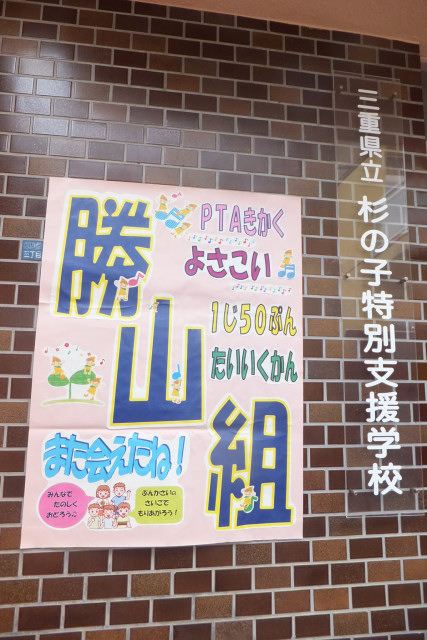 三重県立 杉の子特別支援学校
勝山組
PTAきかく
よさこい
1じ50ぷん
たいいくかん
また会えたね!
みんなで
たのしく
おどろう♫
ぶんかさいの
さいごで
もりあがろう!